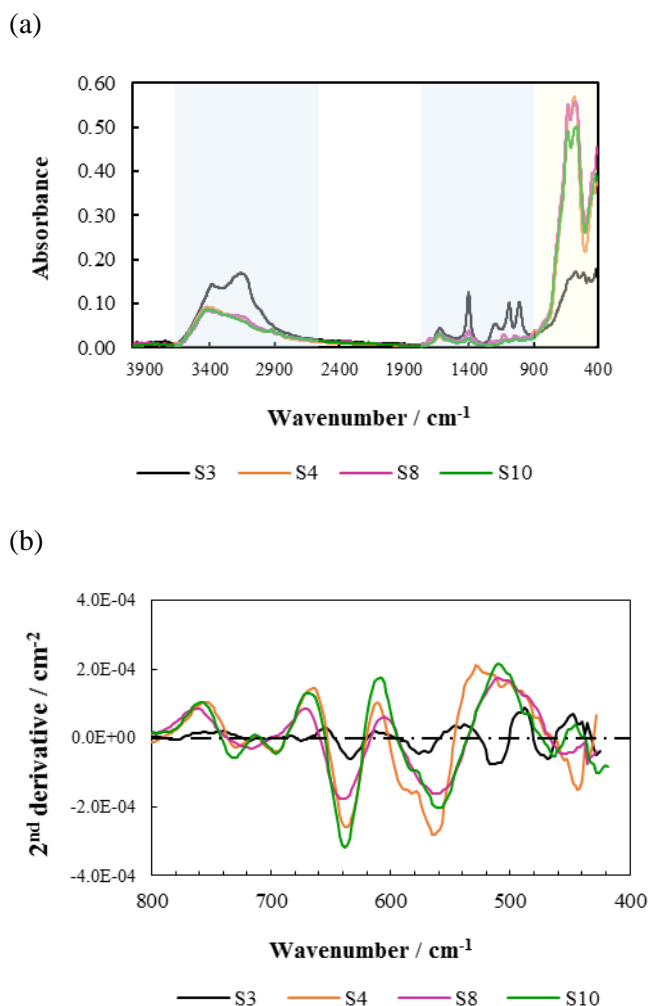 (a)
0.60
0.50
0.40
0.30
0.20
0.10
0.00
Absorbance
3900 3400 2900 2400 1900 1400 900 400
Wavenumber / cm-1
S3 S4 S8 S10
(b)
4.0E-04
2.0E-04
0.0E+00
-2.0E-04
-4.0E-04
2nd derivative / cm-2
800 700 600 500 400
Wavenumber / cm-1
S3 S4 S8 S10